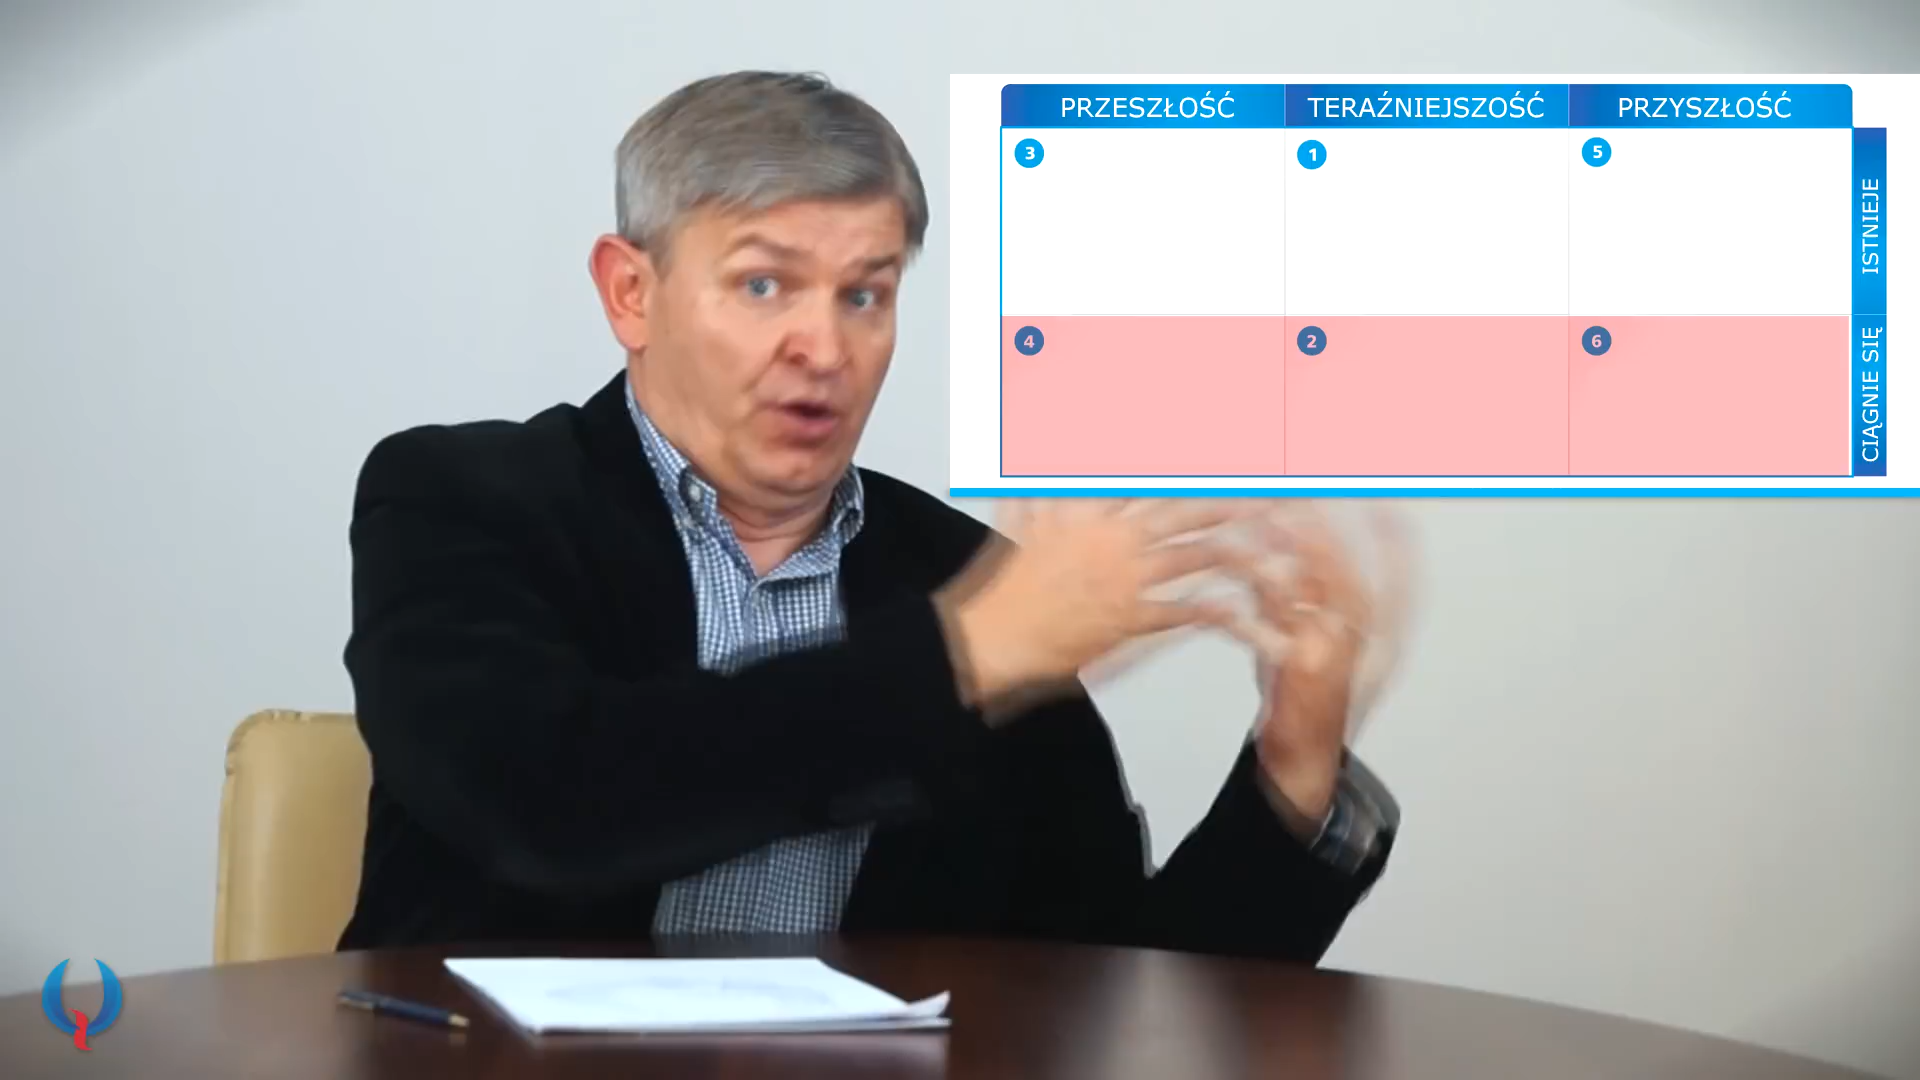 PRZESZŁOŚĆ TERAŹNIEJSZOŚĆ PRZYSZŁOŚĆ
3 1 5
ISTNIEJE
4 2 6
CIĄGNIE SIĘ